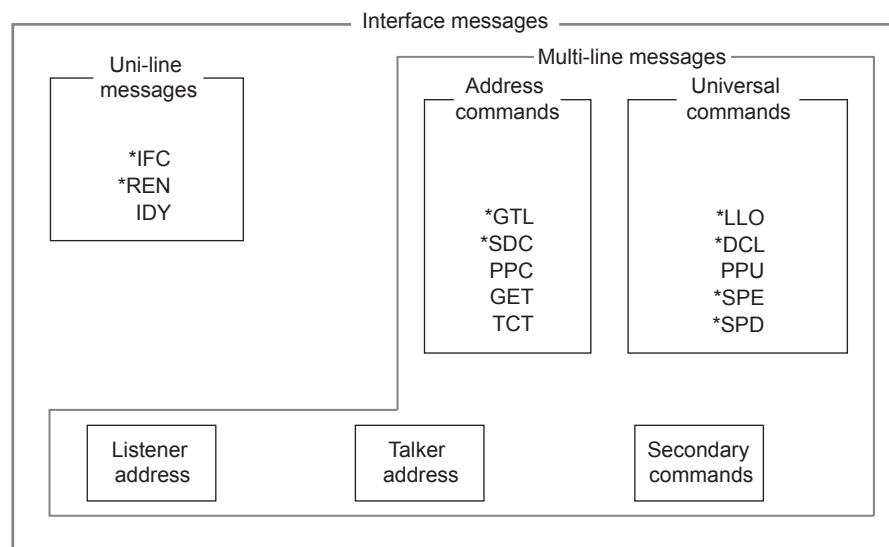 Interface messages
Uni-line
messages
*IFC
*REN
IDY
Multi-line messages
Address
commands
*GTL
*SDC
PPC
GET
TCT
Universal
commands
*LLO
*DCL
PPU
*SPE
*SPD
Listener
address
Talker
address
Secondary
commands